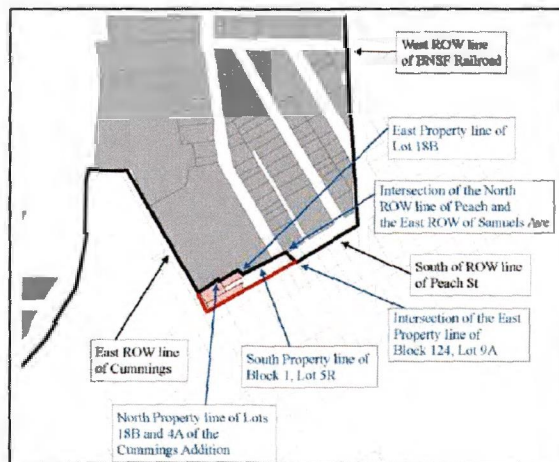 West ROW line
of BNSF Railroad
East Property line of
Lot 18B
Intersection of the North
ROW line of Peach and
the East ROW of Samuels Ave
South of ROW line
of Peach St
Intersection of the East
Property line of
Block 124, Lot 9A
East ROW line
of Cummings
South Property line of
Block 1, Lot 5R
North Property line of Lots
18B and 4A of the
Cummings Addition